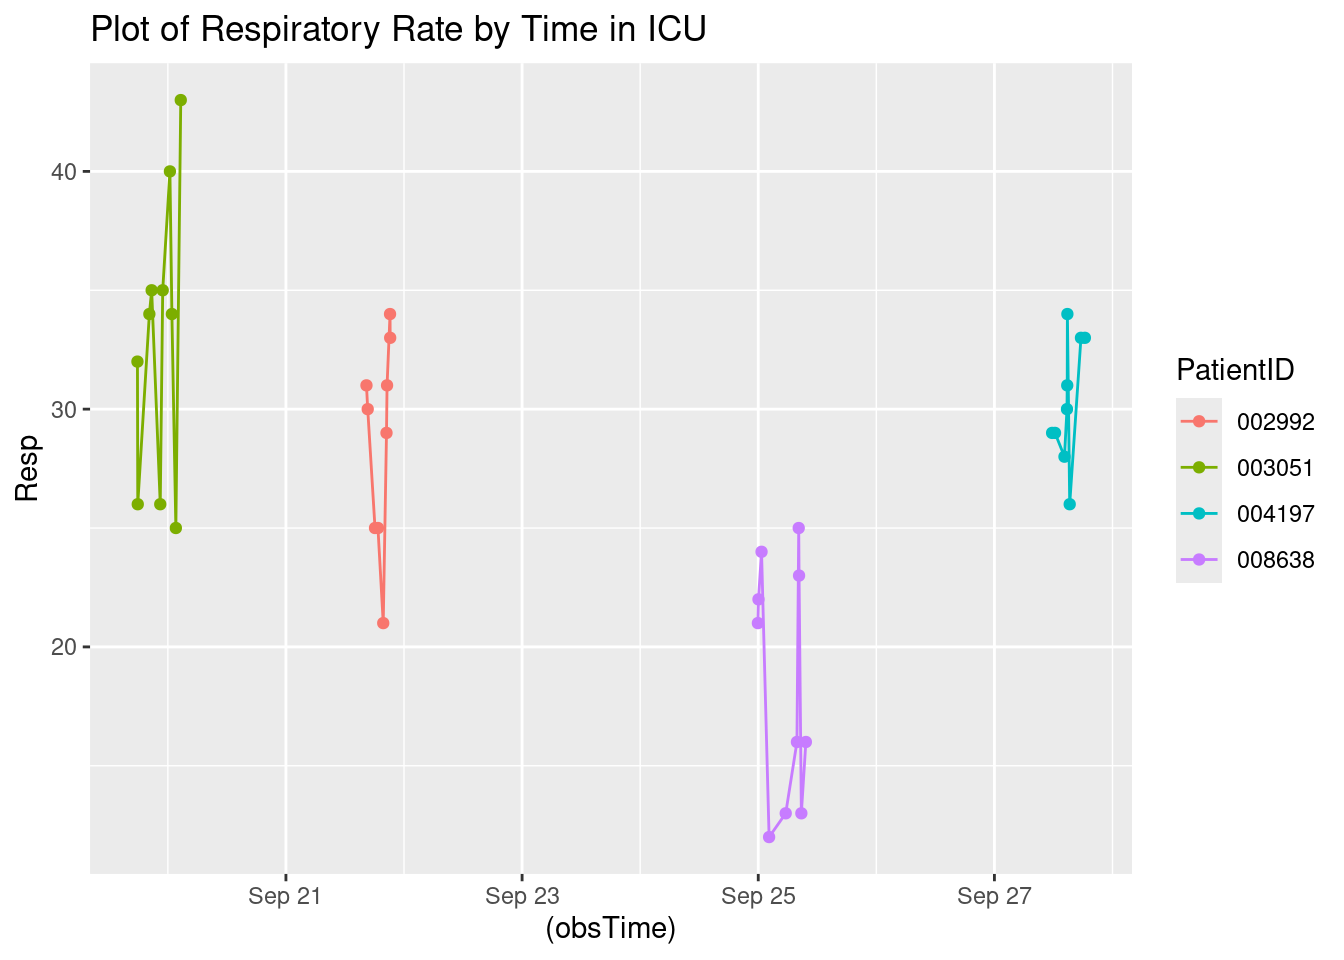 Plot of Respiratory Rate by Time in ICU
40
30
20
Resp
Sep 21
Sep 23
Sep 25
Sep 27
(obsTime)
PatientID
002992
003051
004197
008638